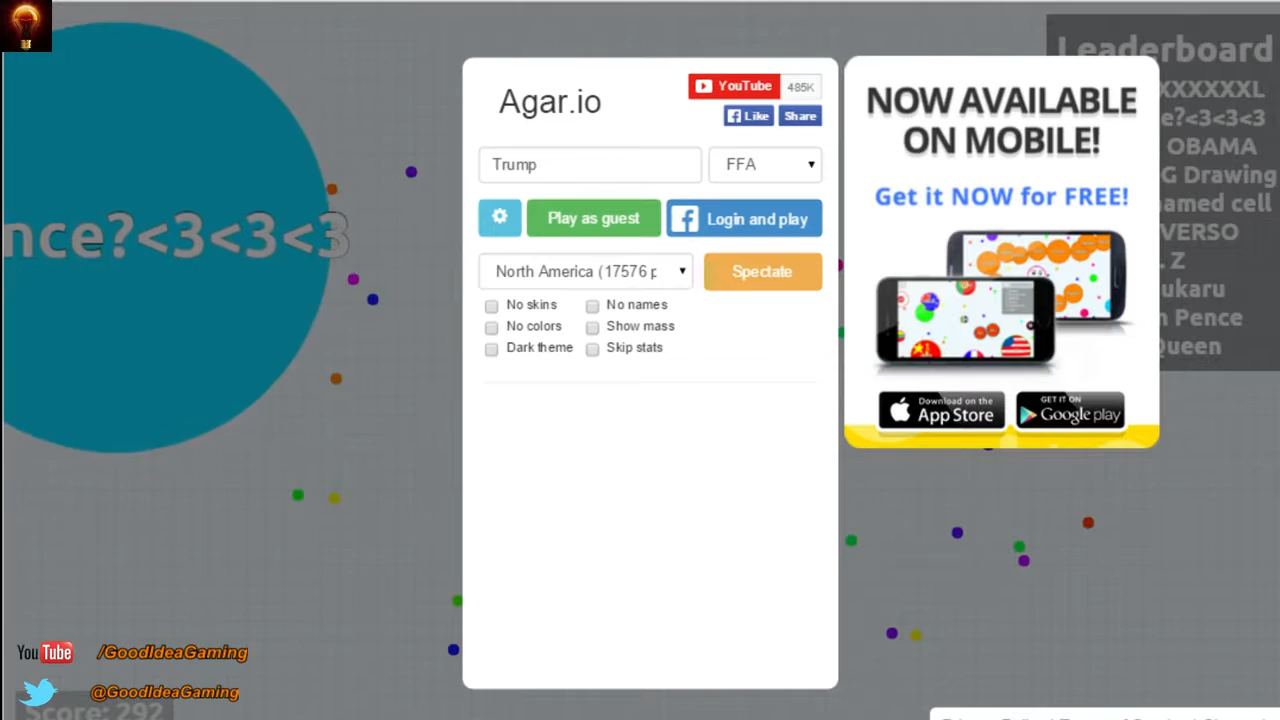 Leaderboard
XXXXXXL
e?<3<3<3
OBAMA
G Drawing
named cell
VERSO
. Z
ukaru
n Pence
Queen
nce?<3<3<3
Agar.io
YouTube 485K
Like Share
Trump FFA
Play as guest Login and play
North America (17576 p
Spectate
No skins No names
No colors Show mass
Dark theme Skip stats
NOW AVAILABLE
ON MOBILE!
Get it NOW for FREE!
Download on the
App Store
GET IT ON
Google play
YouTube /GoodIdeaGaming
@GoodIdeaGaming
Score: 292